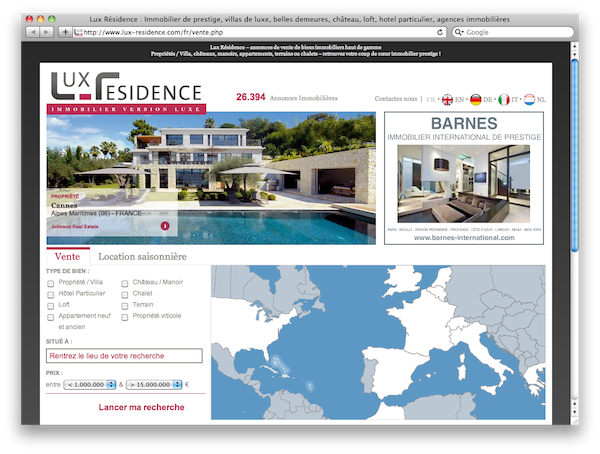 Lux Résidence : Immobilier de prestige, villas de luxe, belles demeures, château, loft, hotel particulier, agences immobilières
http://www.lux-residence.com/fr/vente.php
Google
Lux Résidence – annonces de vente de biens immobiliers haut de gamme
Propriétés / Villa, châteaux, manoirs, appartements, terrains ou chalets – retrouvez votre coup de cœur immobilier prestige !
LUX RESIDENCE
IMMOBILIER VERSION LUXE
26.394 Annonces Immobilières
Contactez nous | FR • EN • DE • IT • NL
PROPRIÉTÉ
Cannes
Alpes Maritimes (06) - FRANCE
Johnson Real Estate
BARNES
IMMOBILIER INTERNATIONAL DE PRESTIGE
www.barnes-international.com
Vente
Location saisonnière
TYPE DE BIEN :
Propriété / Villa
Château / Manoir
Hôtel Particulier
Chalet
Loft
Terrain
Appartement neuf et ancien
Propriété viticole
SITUÉ À :
Rentrez le lieu de votre recherche
PRIX :
entre < 1.000.000 & > 15.000.000 €
Lancer ma recherche